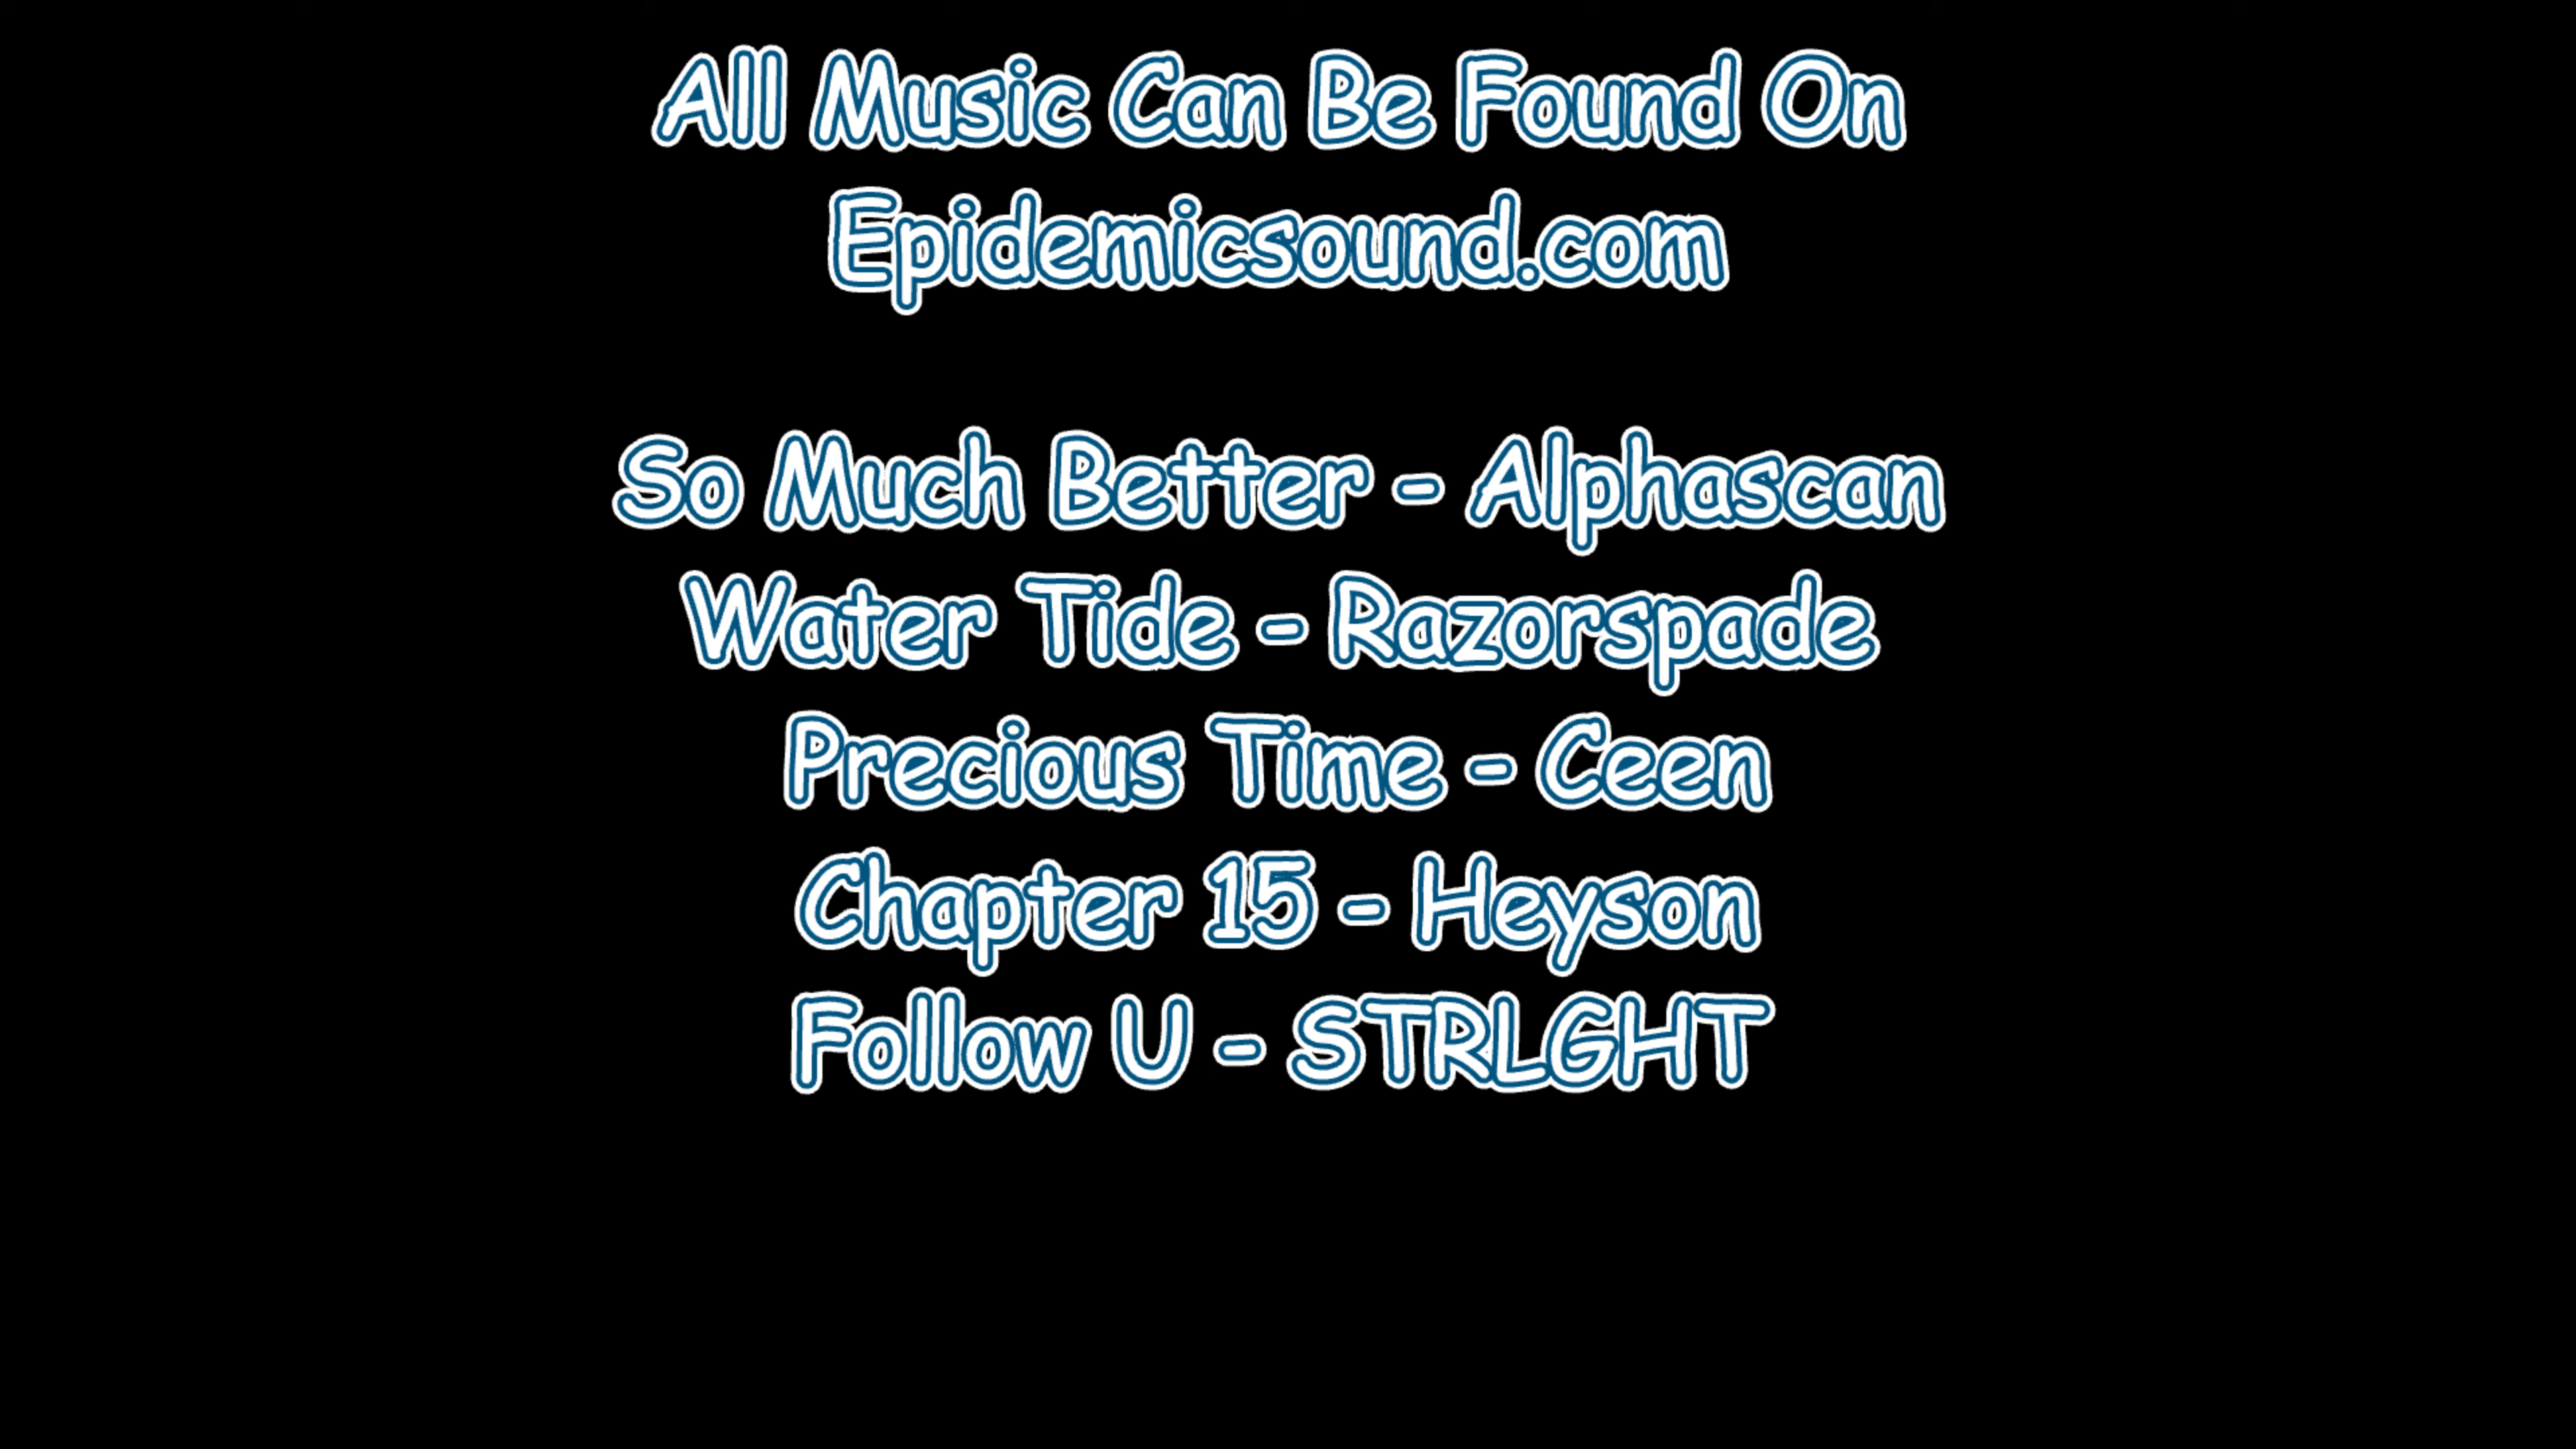 All Music Can Be Found On
Epidemicsound.com
So Much Better - Alphascan
Water Tide - Razorspade
Precious Time - Ceen
Chapter 15 - Heyson
Follow U - STRLGHT